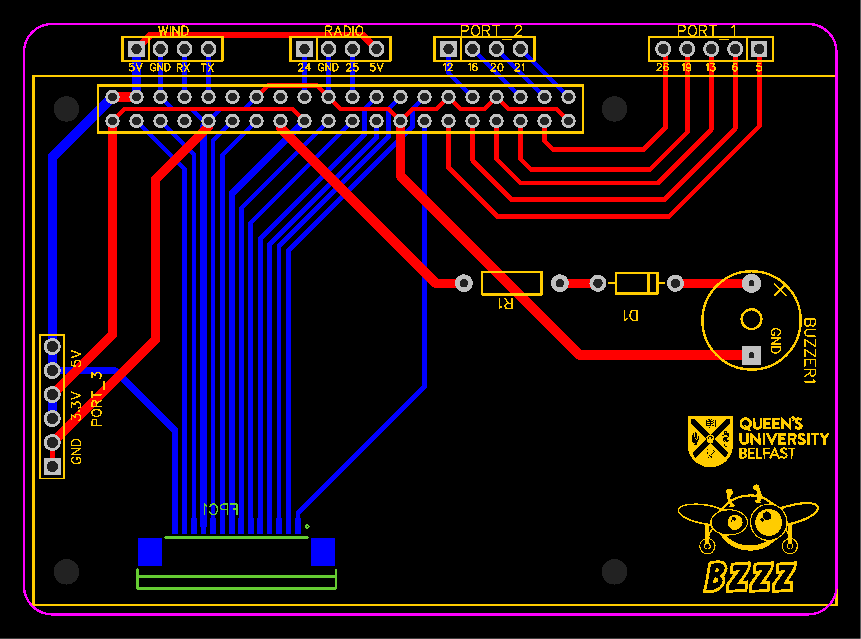 WIND
RADIO
PORT_2
PORT_1
5V GND RX TX
24 GND 25 5V
12 16 20 21
26 19 13 6 5
R1
D1
GND
BUZZER1
5V
3.3V
GND
PORT_3
FPC1
QUEEN'S
UNIVERSITY
BELFAST
BZZZ